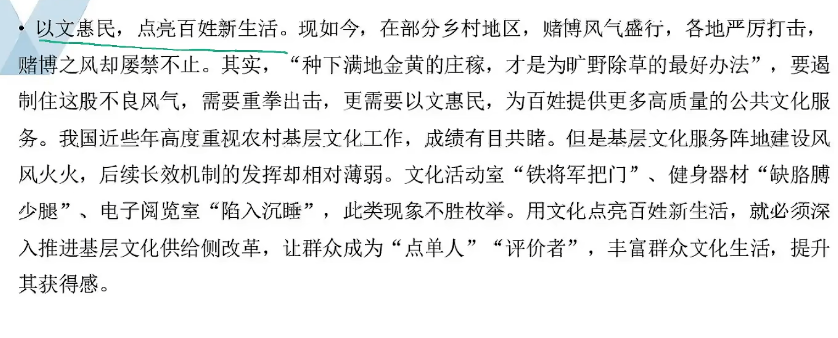 • 以文惠民，点亮百姓新生活。现如今，在部分乡村地区，赌博风气盛行，各地严厉打击，
赌博之风却屡禁不止。其实，“种下满地金黄的庄稼，才是为旷野除草的最好办法”，要遏
制住这股不良风气，需要重拳出击，更需要以文惠民，为百姓提供更多高质量的公共文化服
务。我国近些年高度重视农村基层文化工作，成绩有目共睹。但是基层文化服务阵地建设风
风火火，后续长效机制的发挥却相对薄弱。文化活动室“铁将军把门”、健身器材“缺胳膊
少腿”、电子阅览室“陷入沉睡”，此类现象不胜枚举。用文化点亮百姓新生活，就必须深
入推进基层文化供给侧改革，让群众成为“点单人”“评价者”，丰富群众文化生活，提升
其获得感。